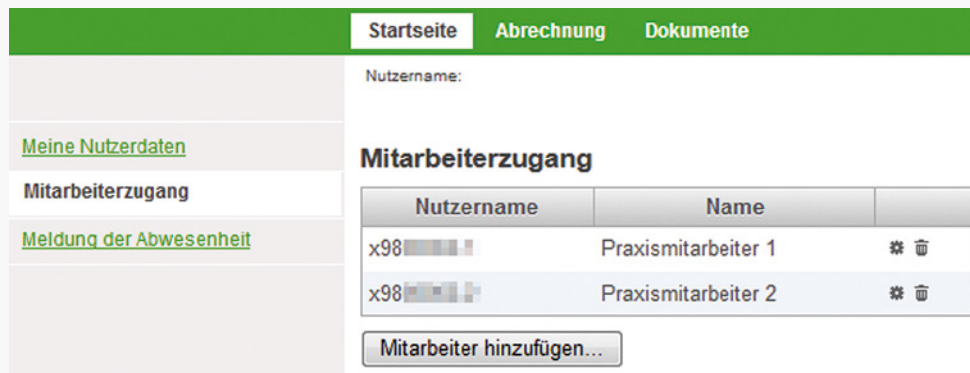 Startseite Abrechnung Dokumente
Nutzername:
Meine Nutzerdaten
Mitarbeiterzugang
Meldung der Abwesenheit
Mitarbeiterzugang
Nutzername Name
x98 Praxismitarbeiter 1
x98 Praxismitarbeiter 2
Mitarbeiter hinzufügen...